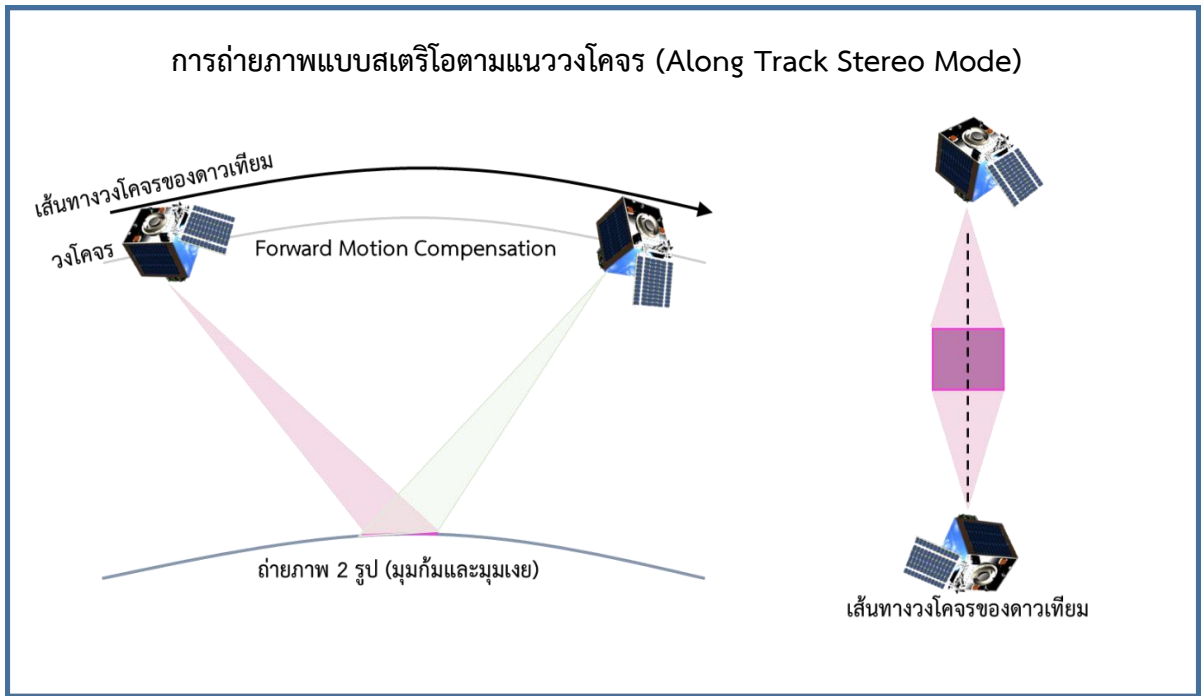 การถ่ายภาพแบบสเตริโอตามแนววงโคจร (Along Track Stereo Mode)
เส้นทางวงโคจรของดาวเทียม
วงโคจร
Forward Motion Compensation
ถ่ายภาพ 2 รูป (มุมก้มและมุมเงย)
เส้นทางวงโคจรของดาวเทียม